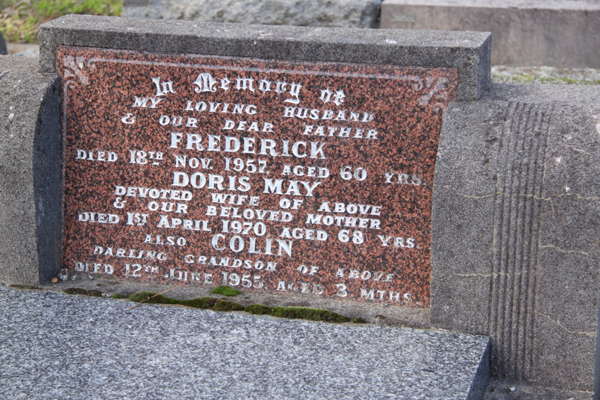 In Memory of
MY LOVING HUSBAND
& OUR DEAR FATHER
FREDERICK
DIED 18TH NOV. 1957 AGED 60 YRS.
DORIS MAY
DEVOTED WIFE OF ABOVE
& OUR BELOVED MOTHER
DIED 1ST APRIL 1970 AGED 68 YRS
ALSO COLIN
DARLING GRANDSON OF ABOVE
DIED 12TH JUNE 1955 AGED 3 MTHS.